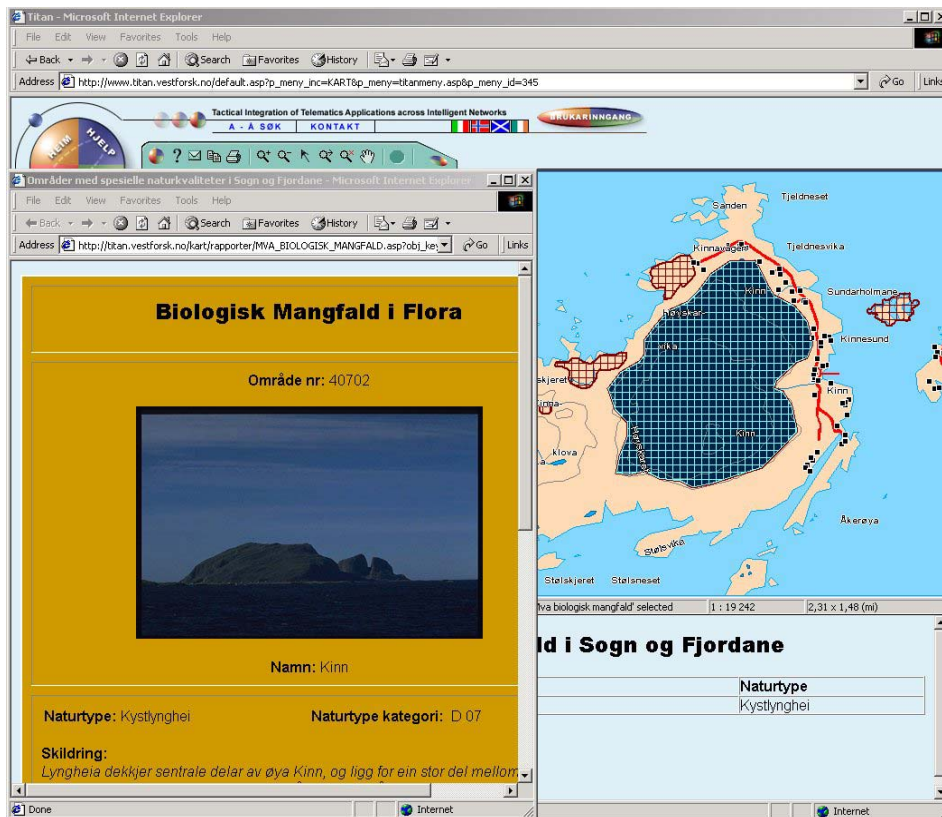 Titan - Microsoft Internet Explorer
File Edit View Favorites Tools Help
Back Search Favorites History
Address http://www.titan.vestforsk.no/default.asp?p_meny_inc=KART&p_meny=titanmeny.asp&p_meny_id=345 Go Links
Tactical Integration of Telematics Applications across Intelligent Networks
A - Å SØK KONTAKT
BRUKARINNGANG
HEIM HJELP
Områder med spesielle naturkvaliteter i Sogn og Fjordane - Microsoft Internet Explorer
File Edit View Favorites Tools Help
Back Search Favorites History
Address http://titan.vestforsk.no/kart/rapporter/MVA_BIOLOGISK_MANGFALD.asp?obj_key Go Links
Biologisk Mangfald i Flora
Område nr: 40702
Namn: Kinn
Naturtype: Kystlynghei Naturtype kategori: D 07
Skildring:
Lyngheia dekkjer sentrale delar av øya Kinn, og ligg for ein stor del mellom
Done Internet
Sanden
Tjeldneset
Kinnavågen
Tjeldnesvika
Kinn
Sundarholmane
vika
Kinnesund
skjeret
Kinn
Kinn
klova
Åkerøya
Stølsvika
Stølskjeret Stølsneset
Mva biologisk mangfald' selected 1 : 19 242 2,31 x 1,48 (mi)
ld i Sogn og Fjordane
Naturtype
Kystlynghei
Internet